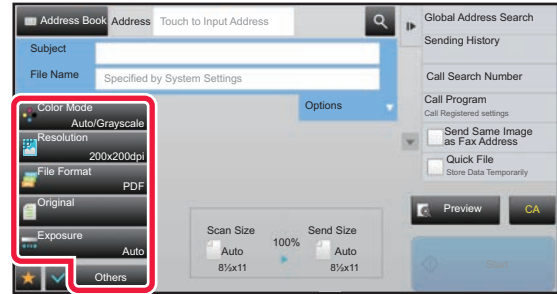 Address Book
Address
Touch to Input Address
Subject
File Name
Specified by System Settings
Options
Color Mode
Auto/Grayscale
Resolution
200x200dpi
File Format
PDF
Original
Exposure
Auto
Others
Scan Size
Auto
8½x11
100%
Send Size
Auto
8½x11
Global Address Search
Sending History
Call Search Number
Call Program
Call Registered settings
Send Same Image
as Fax Address
Quick File
Store Data Temporarily
Preview
CA
Start